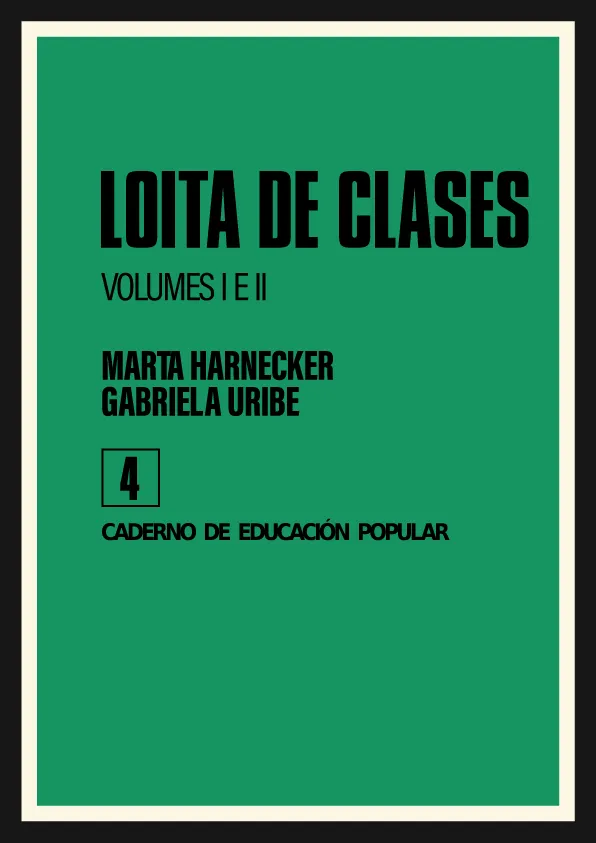 LOITA DE CLASES
VOLUMES I E II
MARTA HARNECKER
GABRIELA URIBE
4
CADERNO DE EDUCACIÓN POPULAR